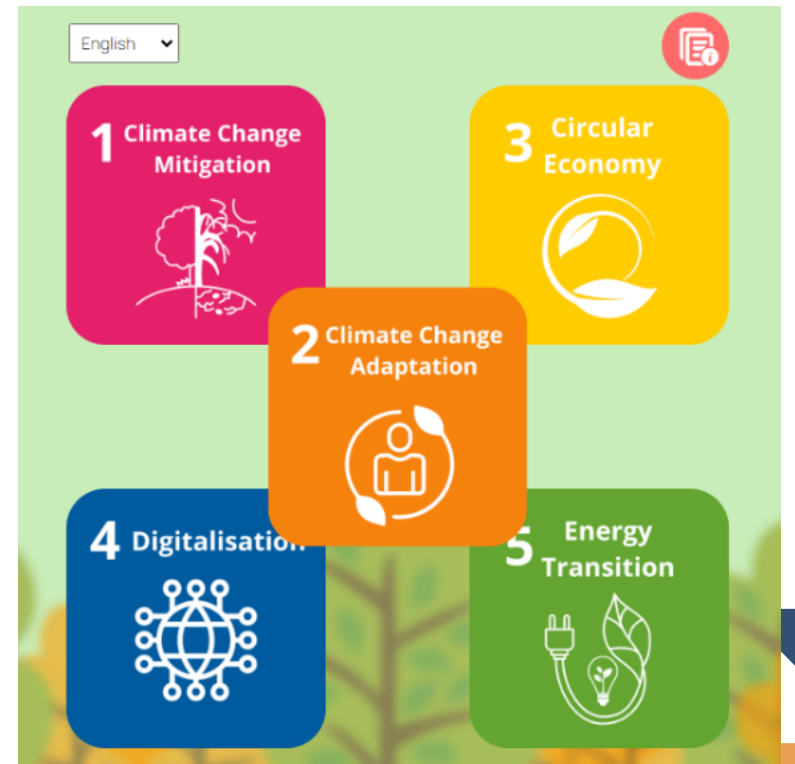 English
1 Climate Change
Mitigation
3 Circular
Economy
2 Climate Change
Adaptation
4 Digitalisation
5 Energy
Transition